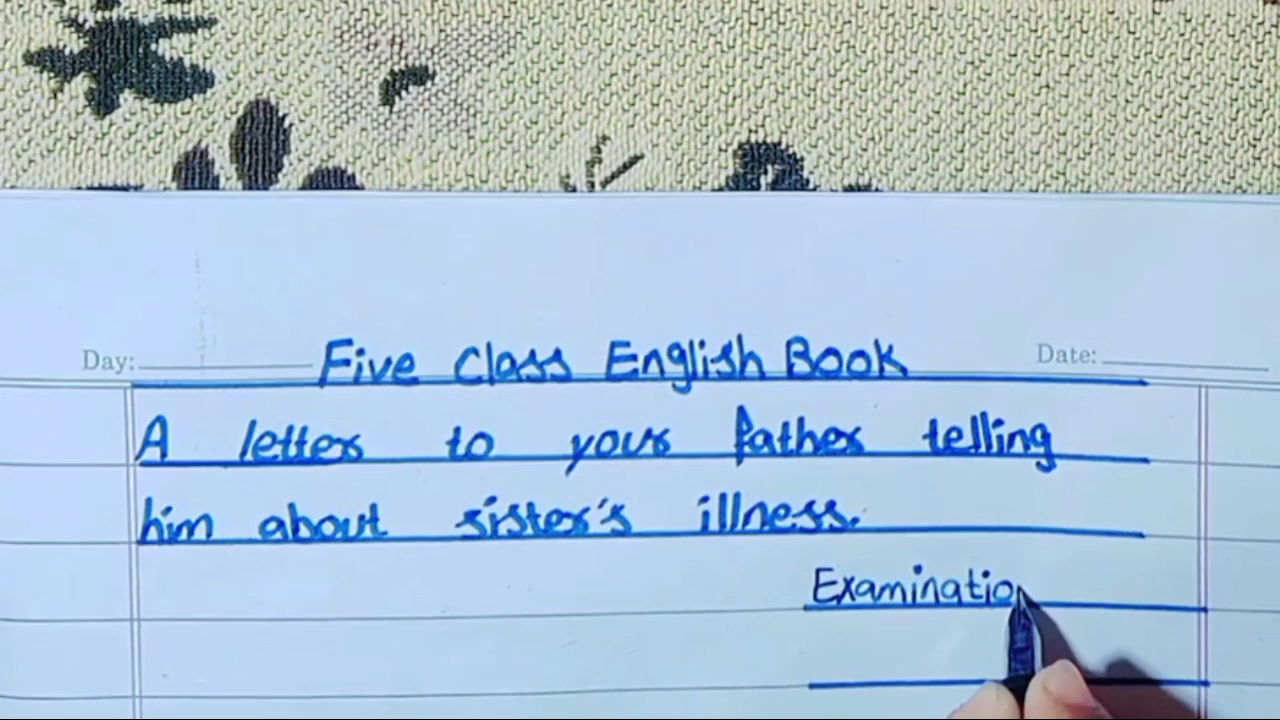 Day: Five Class English Book Date:
A letter to your father telling
him about sister's illness.
Examinatio